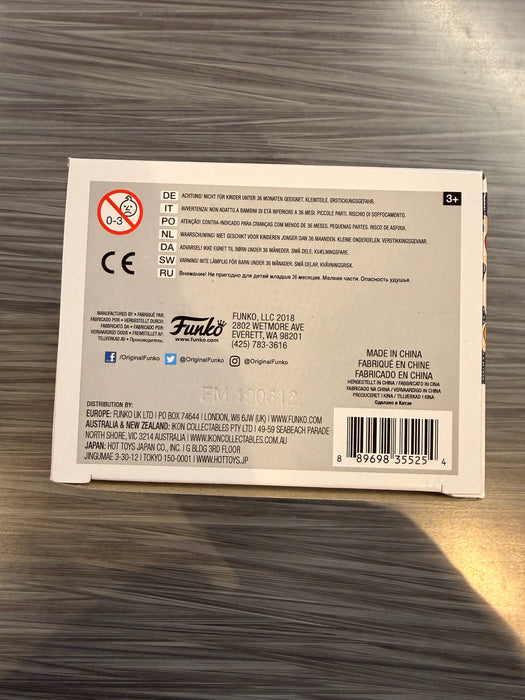 DE ACHTUNG! NICHT FÜR KINDER UNTER 36 MONATEN GEEIGNET. KLEINTEILE. ERSTICKUNGSGEFAHR.
IT AVVERTENZA! NON ADATTO A BAMBINI DI ETÀ INFERIORE A 36 MESI. PICCOLE PARTI. RISCHIO DI SOFFOCAMENTO.
PO ATENÇÃO! CONTRA-INDICADO PARA CRIANÇAS COM MENOS DE 36 MESES. PEQUENAS PARTES. RISCO DE ASFIXIA.
NL WAARSCHUWING! NIET GESCHIKT VOOR KINDEREN JONGER DAN 36 MAANDEN. KLEINE ONDERDELEN. VERSTIKKINGSGEVAAR.
DA ADVARSEL! IKKE EGNET TIL BØRN UNDER 36 MÅNEDER. SMÅ DELE. KVÆLNINGSFARE.
SW VARNING! INTE LÄMPLIG FÖR BARN UNDER 36 MÅNADER. SMÅ DELAR. KVÄVNINGSRISK.
RU Внимание! Не пригодно для детей младше 36 месяцев. Мелкие части. Опасность удушья.
3+
0-3
CE
MANUFACTURED BY • FABRIQUÉ PAR:
FABRICADO POR • HERGESTELLT DURCH:
FABBRICATO DA • FABRICADO POR:
VERVAARDIGD DOOR • FREMSTILLET AF:
TILLVERKAD AV • Производитель:
Funko
www.funko.com
FUNKO, LLC 2018
2802 WETMORE AVE
EVERETT, WA 98201
(425) 783-3616
/OriginalFunko
@OriginalFunko
@OriginalFunko
MADE IN CHINA
FABRIQUÉ EN CHINE
FABRICADO EN CHINA
HERGESTELLT IN CHINA / FABBRICATO IN CINA
FABRICADO NA CHINA / VERVAARDIGD IN CHINA
PRODUCERET I KINA / TILLVERKAD I KINA
Сделано в Китае
FM 190612
DISTRIBUTION BY:
EUROPE: FUNKO UK LTD | PO BOX 74644 | LONDON, W6 6JW (UK) | WWW.FUNKO.COM
AUSTRALIA & NEW ZEALAND: IKON COLLECTABLES PTY LTD | 49-59 SEABEACH PARADE
NORTH SHORE, VIC 3214 AUSTRALIA | WWW.IKONCOLLECTABLES.COM.AU
JAPAN: HOT TOYS JAPAN CO., INC. | G BLDG 3RD FLOOR
JINGUMAE 3-30-12 | TOKYO 150-0001 | WWW.HOTTOYS.COM
8 89698 35525 4